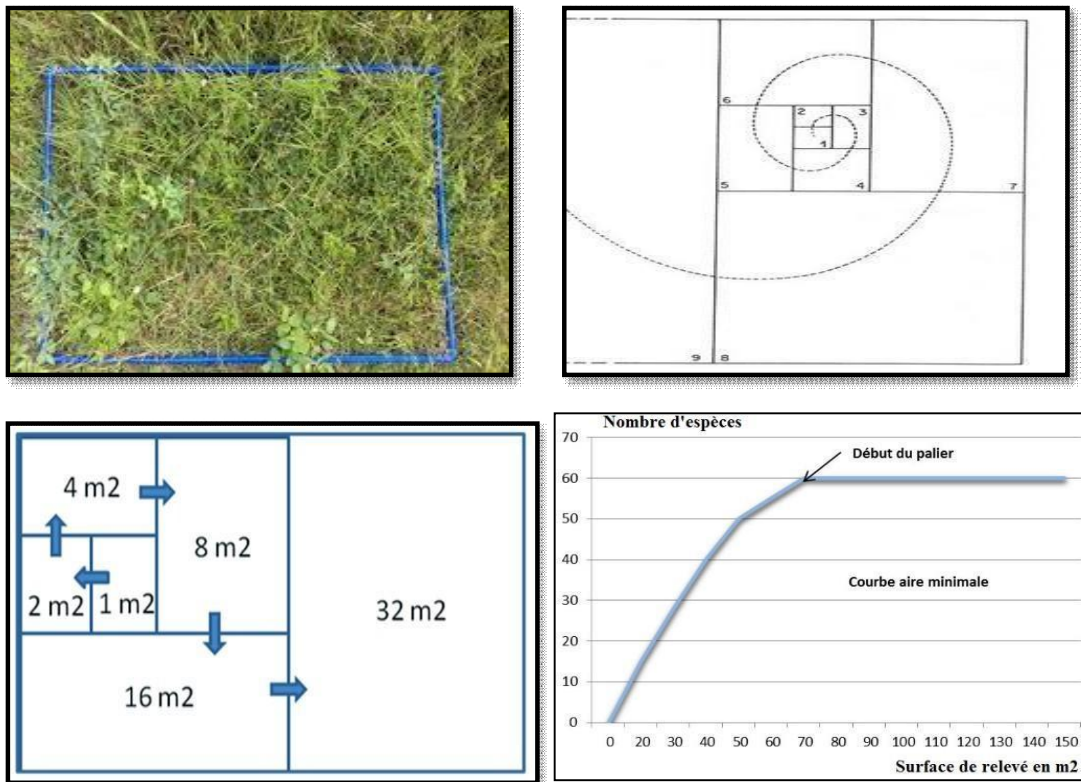 6
2
3
1
5
4
7
9
8
4 m2
8 m2
2 m2
1 m2
32 m2
16 m2
Nombre d'espèces
70
Début du palier
60
50
40
Courbe aire minimale
30
20
10
0
0 20 30 40 50 70 80 90 100 110 120 130 140 150
Surface de relevé en m2